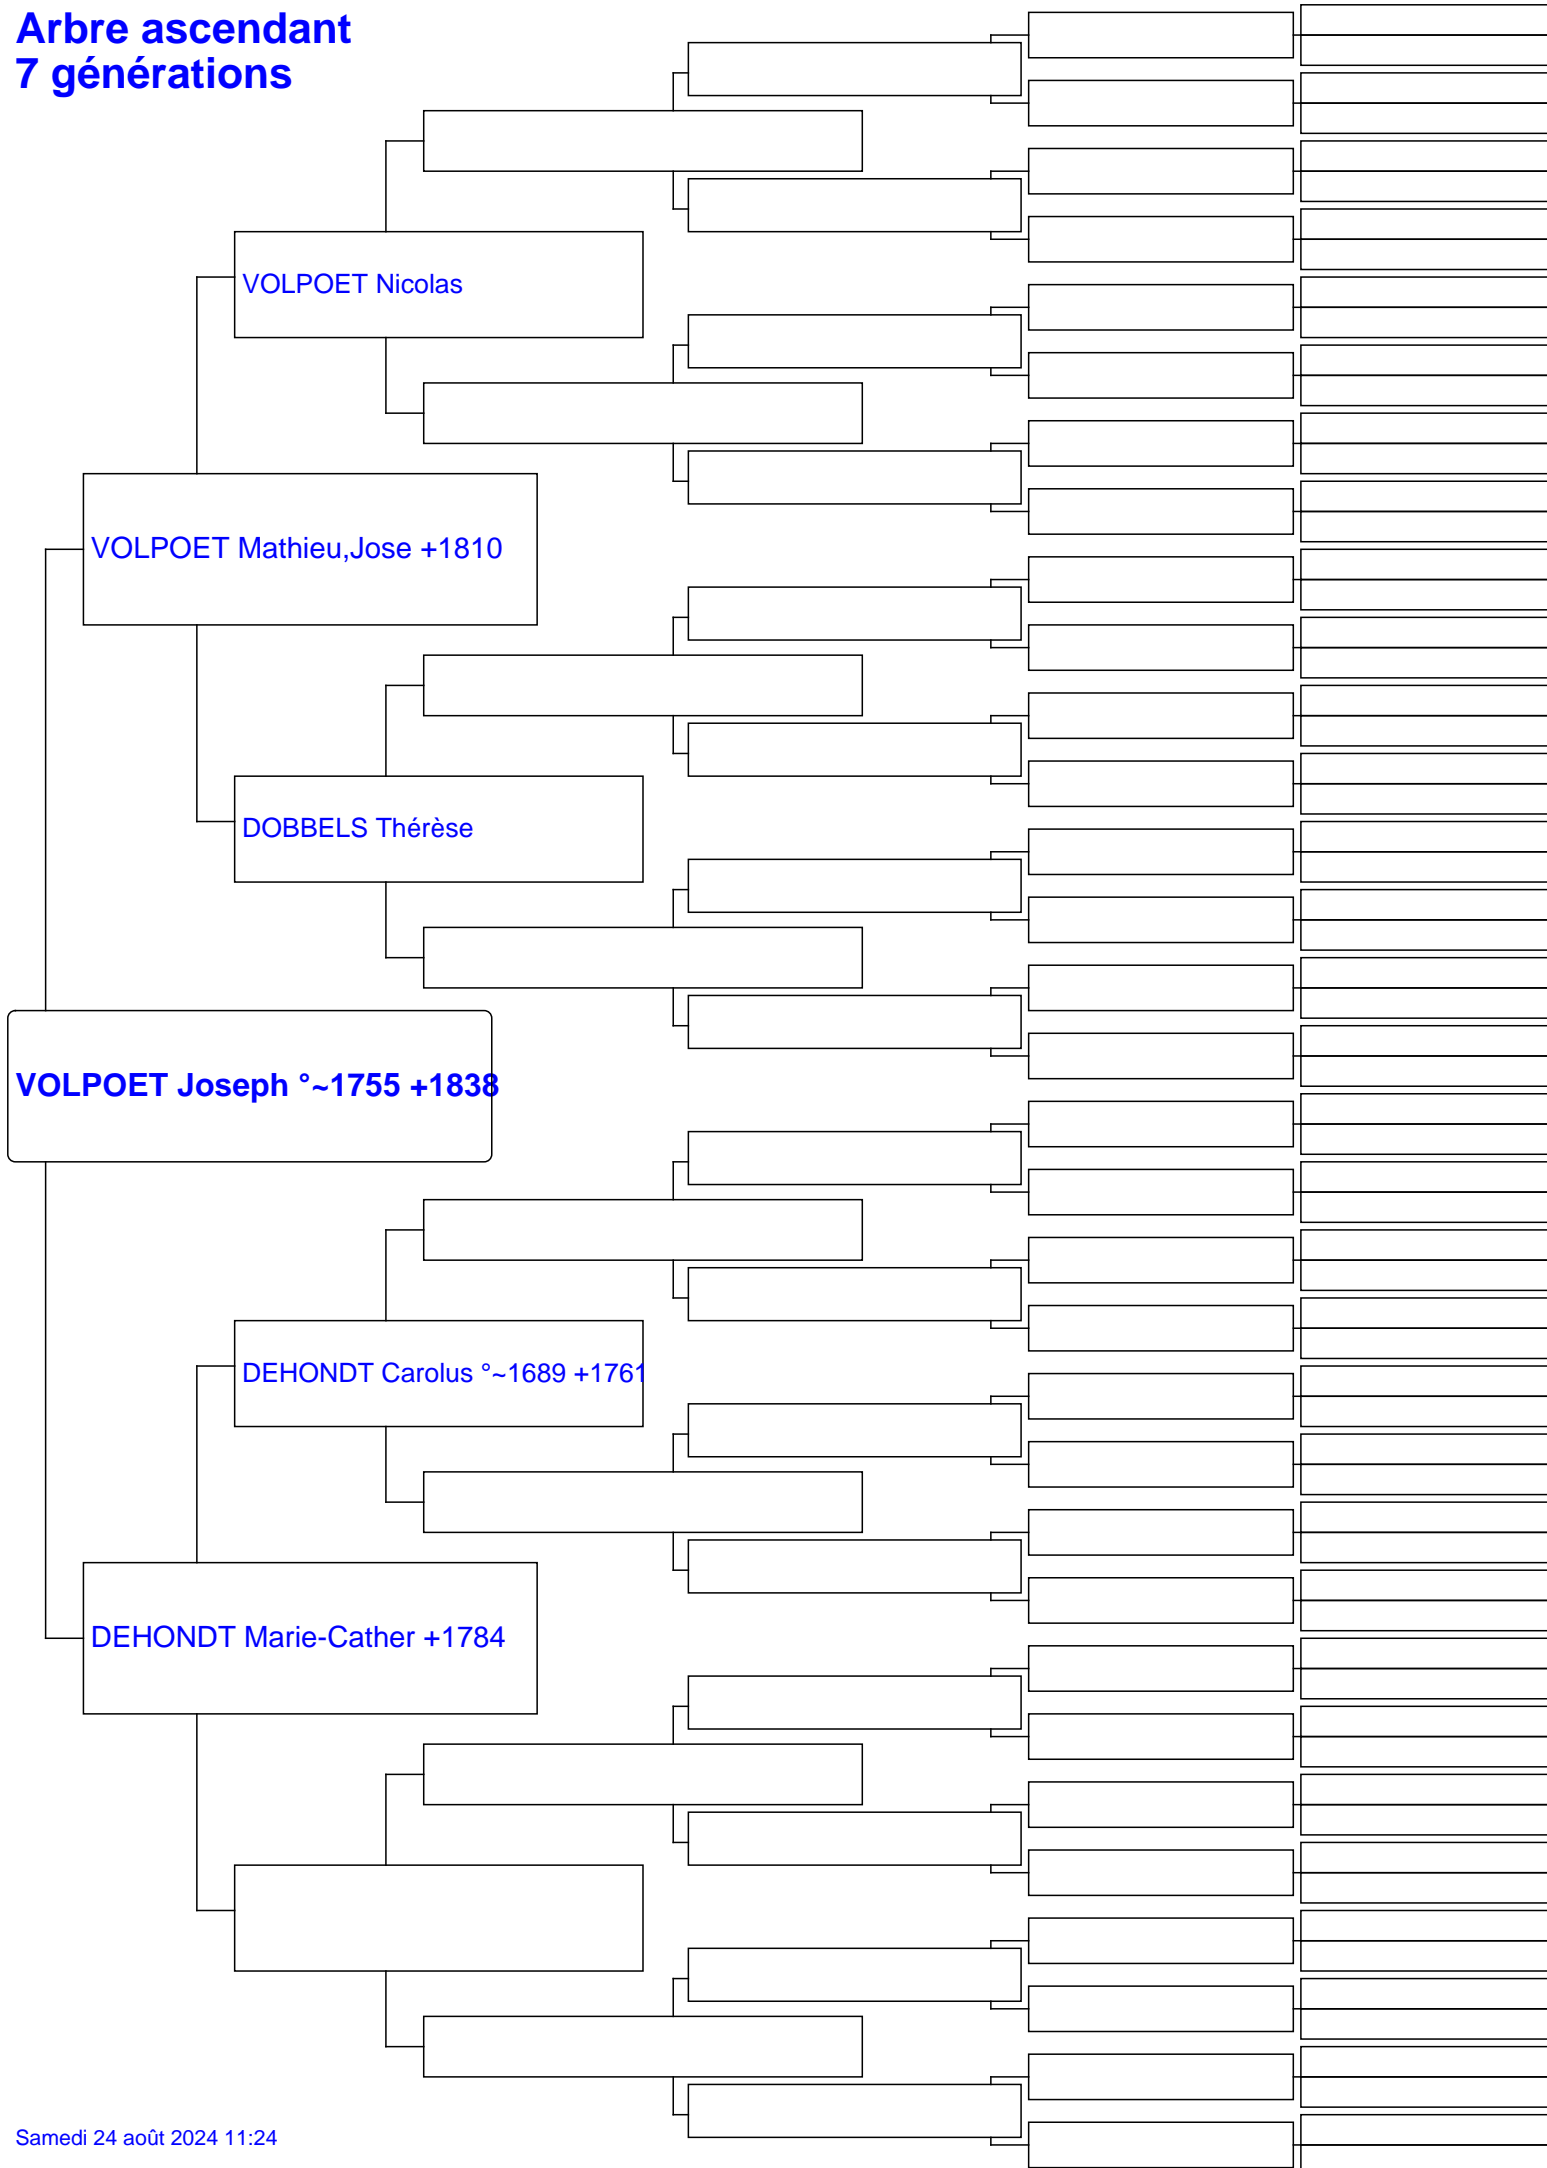 Arbre ascendant
7 générations
VOLPOET Nicolas
VOLPOET Mathieu,Jose +1810
DOBBELS Thérèse
VOLPOET Joseph °~1755 +1838
DEHONDT Carolus °~1689 +1761
DEHONDT Marie-Cather +1784
Samedi 24 août 2024 11:24